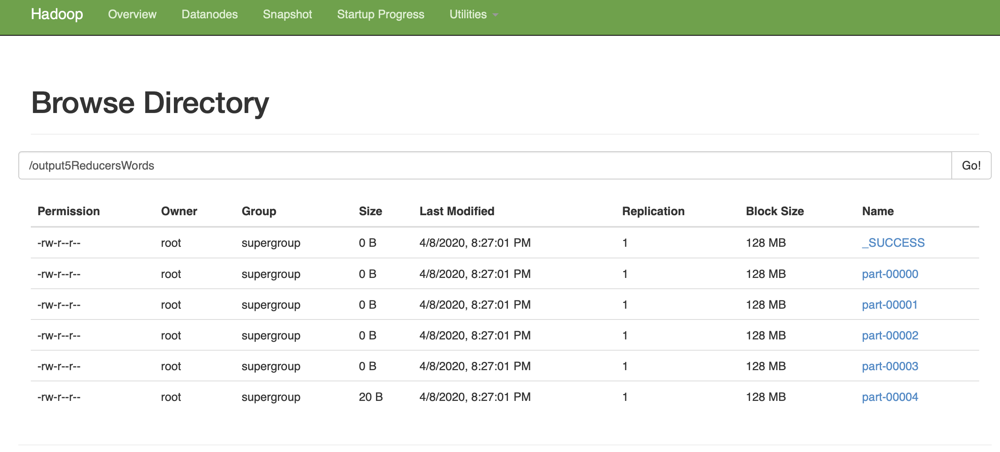 Hadoop Overview Datanodes Snapshot Startup Progress Utilities
Browse Directory
/output5ReducersWords Go!
Permission Owner Group Size Last Modified Replication Block Size Name
-rw-r--r-- root supergroup 0 B 4/8/2020, 8:27:01 PM 1 128 MB _SUCCESS
-rw-r--r-- root supergroup 0 B 4/8/2020, 8:27:01 PM 1 128 MB part-00000
-rw-r--r-- root supergroup 0 B 4/8/2020, 8:27:01 PM 1 128 MB part-00001
-rw-r--r-- root supergroup 0 B 4/8/2020, 8:27:01 PM 1 128 MB part-00002
-rw-r--r-- root supergroup 0 B 4/8/2020, 8:27:01 PM 1 128 MB part-00003
-rw-r--r-- root supergroup 20 B 4/8/2020, 8:27:01 PM 1 128 MB part-00004